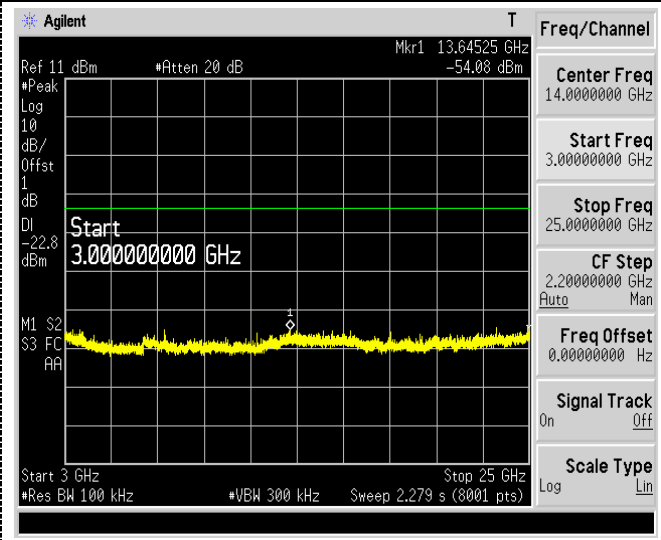 Agilent
T
Mkr1 13.64525 GHz
Ref 11 dBm
#Atten 20 dB
-54.08 dBm
#Peak
Log
10
dB/
Offst
1
dB
DI
-22.8
dBm
Start
3.000000000 GHz
1
M1 S2
S3 FC
AA
Start 3 GHz
Stop 25 GHz
#Res BW 100 kHz
#VBW 300 kHz
Sweep 2.279 s (8001 pts)
Freq/Channel
Center Freq
14.0000000 GHz
Start Freq
3.00000000 GHz
Stop Freq
25.0000000 GHz
CF Step
2.20000000 GHz
Auto Man
Freq Offset
0.00000000 Hz
Signal Track
On Off
Scale Type
Log Lin